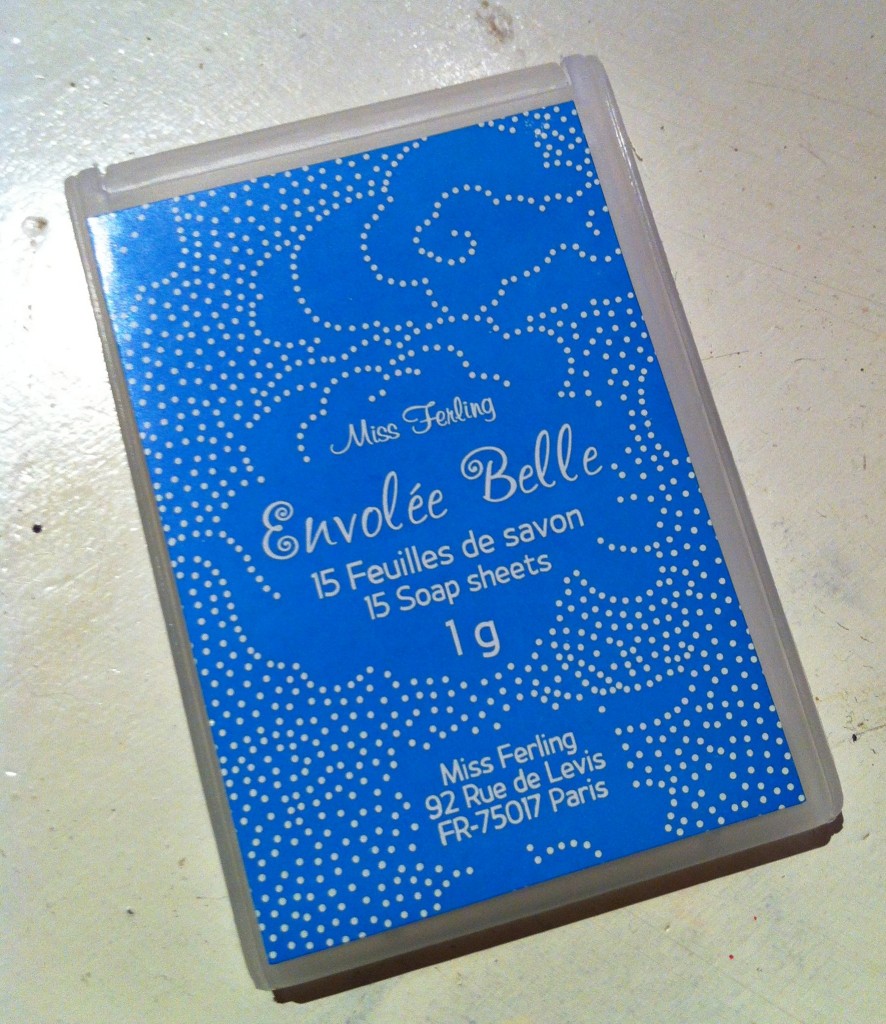 Miss Ferling
Envolée Belle
15 Feuilles de savon
15 Soap sheets
1 g
Miss Ferling
92 Rue de Levis
FR-75017 Paris